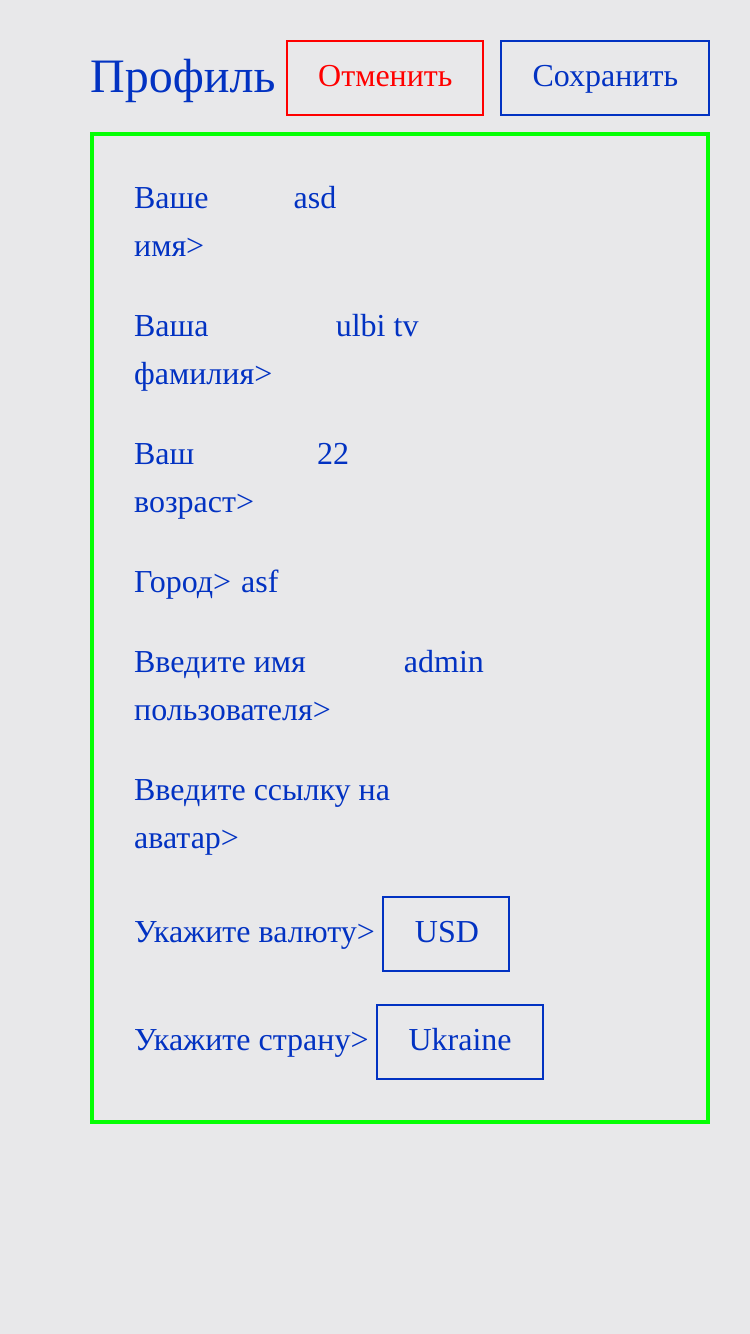 Профиль Отменить Сохранить
Ваше asd
имя>
Ваша ulbi tv
фамилия>
Ваш 22
возраст>
Город> asf
Введите имя admin
пользователя>
Введите ссылку на
аватар>
Укажите валюту> USD
Укажите страну> Ukraine